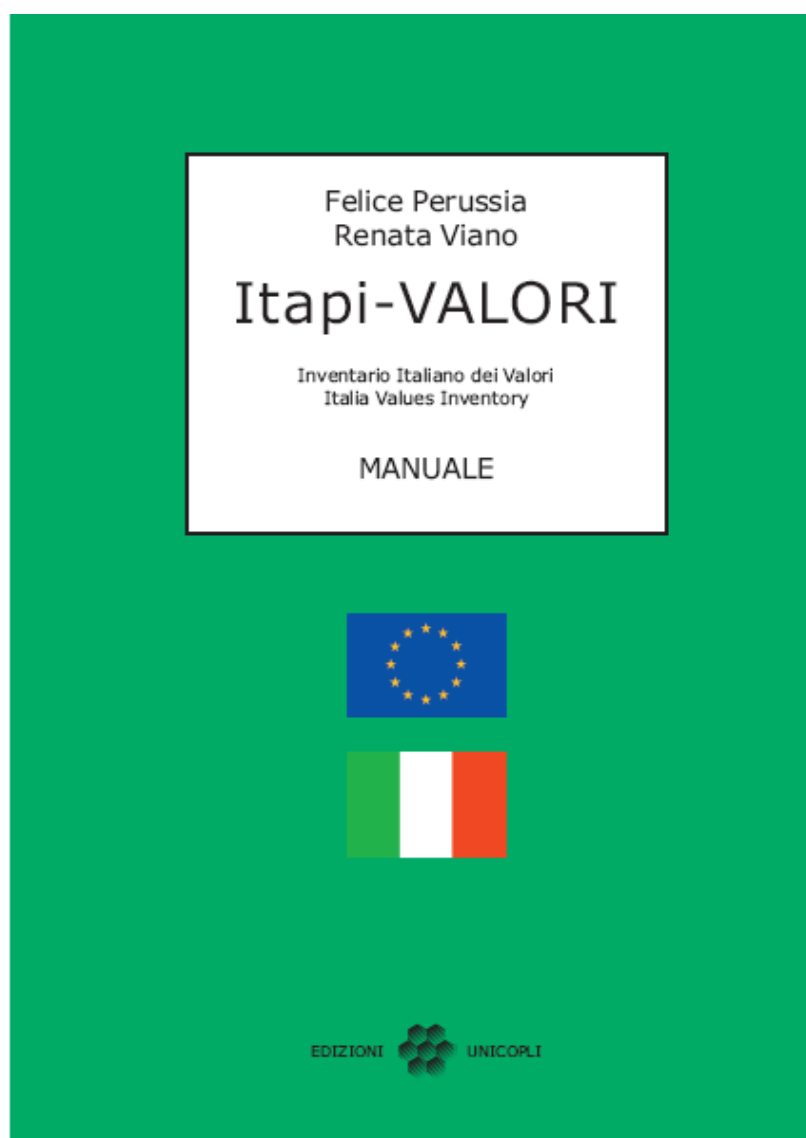 Felice Perussia
Renata Viano
Itapi-VALORI
Inventario Italiano dei Valori
Italia Values Inventory
MANUALE
EDIZIONI UNICOPLI